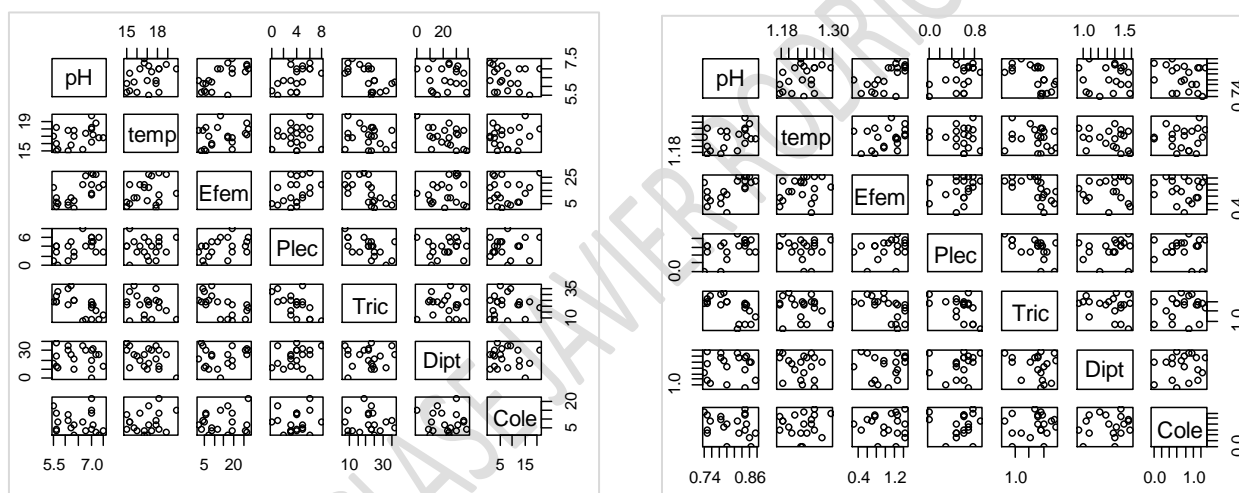 15 18
0 4 8
0 20
pH
5.5 7.5
15 19
temp
Efem
5 25
0 6
Plec
Tric
10 35
0 30
Dipt
Cole
5 20
5.5 7.0
5 20
10 30
5 15
1.18 1.30
0.0 0.8
1.0 1.5
pH
0.74
1.18
temp
Efem
0.4
0.0
Plec
Tric
1.0
1.0
Dipt
Cole
0.0
0.74 0.86
0.4 1.2
1.0
0.0 1.0
LASE JAVIER RODRIG